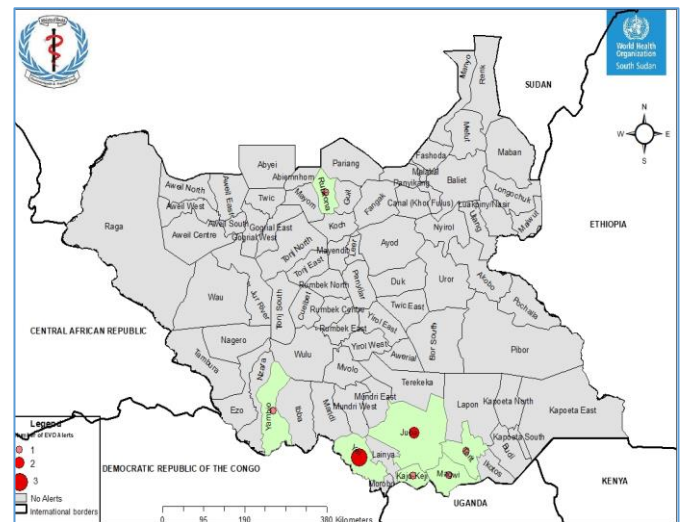 World Health
Organization
South Sudan
SUDAN
ETHIOPIA
CENTRAL AFRICAN REPUBLIC
DEMOCRATIC REPUBLIC OF THE CONGO
UGANDA
KENYA
N
W
E
S
Manyo
Renk
Melut
Maban
Fashoda
Malakal
Panyikang
Baliet
Longochuk
Maiwut
Luakpiny/Nasir
Ulang
Canal (Khor Fulus)
Fangak
Nyirol
Abyei
Pariang
Abiemnhom
Rubkona
Mayom
Guit
Koch
Leer
Mayendit
Panyijiar
Twic
Aweil North
Aweil East
Aweil West
Aweil South
Aweil Centre
Gogrial East
Gogrial West
Raga
Wau
Jur River
Tonj North
Tonj East
Tonj South
Cueibet
Rumbek North
Rumbek Centre
Rumbek East
Yirol East
Yirol West
Awerial
Ayod
Duk
Uror
Twic East
Akobo
Pochalla
Bor South
Pibor
Nagero
Tambura
Nzara
Ezo
Yambio
Ibba
Wulu
Mvolo
Mundri East
Mundri West
Terekeka
Juba
Lainya
Morobo
Kajo-Keji
Magwi
Lapon
Ikotos
Budi
Kapoeta North
Kapoeta South
Kapoeta East
Legend
1
2
3
No Alerts
International borders
0 95 190 380 Kilometers